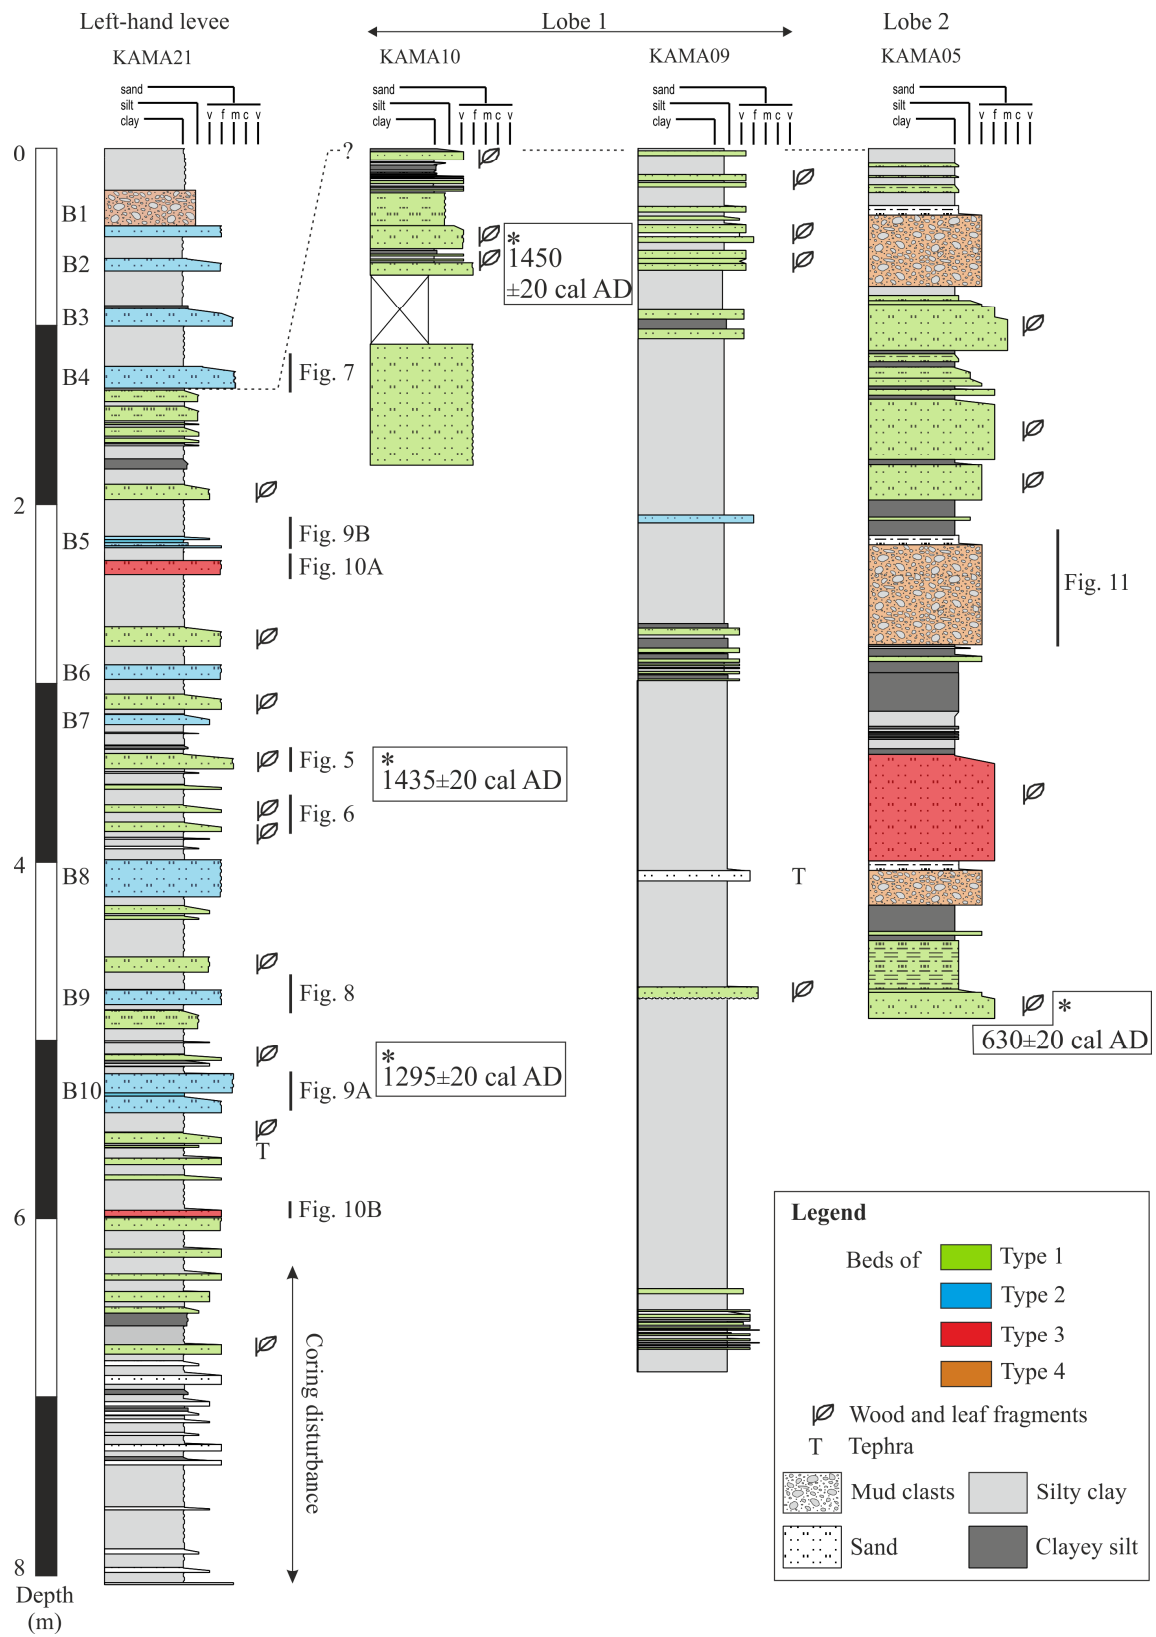 Left-hand levee
Lobe 1
Lobe 2
KAMA21
KAMA10
KAMA09
KAMA05
sand
silt
clay
v f m c v
sand
silt
clay
v f m c v
sand
silt
clay
v f m c v
sand
silt
clay
v f m c v
0
?
B1
B2
B3
B4
Fig. 7
*
1450
±20 cal AD
2
B5
Fig. 9B
Fig. 10A
Fig. 11
B6
B7
Fig. 5
*
1435±20 cal AD
Fig. 6
4
B8
T
B9
Fig. 8
*
630±20 cal AD
*
1295±20 cal AD
B10
Fig. 9A
T
6
Fig. 10B
Coring disturbance
8
Depth
(m)
Legend
Beds of
Type 1
Type 2
Type 3
Type 4
Wood and leaf fragments
T Tephra
Mud clasts
Silty clay
Sand
Clayey silt